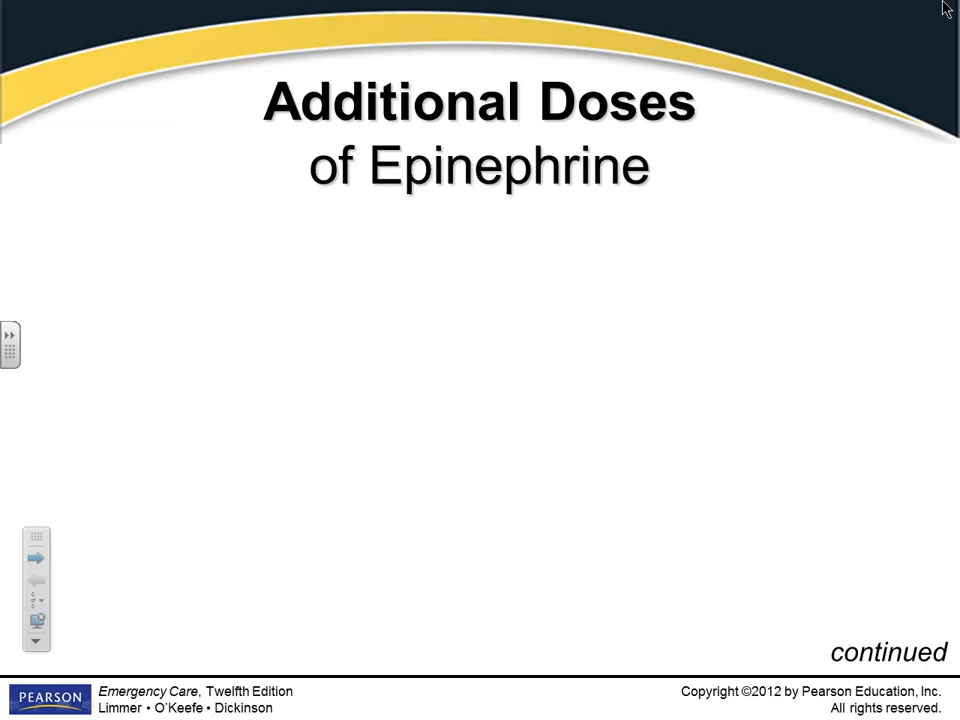 Additional Doses
of Epinephrine
continued
PEARSON
Emergency Care, Twelfth Edition
Limmer • O’Keefe • Dickinson
Copyright ©2012 by Pearson Education, Inc.
All rights reserved.